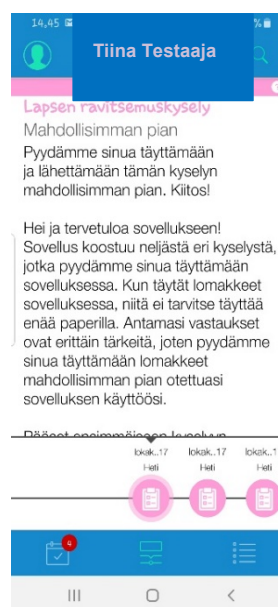 14,45
%
Tiina Testaaja
Lapsen ravitsemuskysely
Mahdollisimman pian
Pyydämme sinua täyttämään
ja lähettämään tämän kyselyn
mahdollisimman pian. Kiitos!
Hei ja tervetuloa sovellukseen!
Sovellus koostuu neljästä eri kyselystä,
jotka pyydämme sinua täyttämään
sovelluksessa. Kun täytät lomakkeet
sovelluksessa, niitä ei tarvitse täyttää
enää paperilla. Antamasi vastaukset
ovat erittäin tärkeitä, joten pyydämme
sinua täyttämään lomakkeet
mahdollisimman pian otettuasi
sovelluksen käyttöösi.
Pääset ensimmäiseen kyselyyn
lokak..17 lokak..17 lokak..1
Heti Heti Heti
4